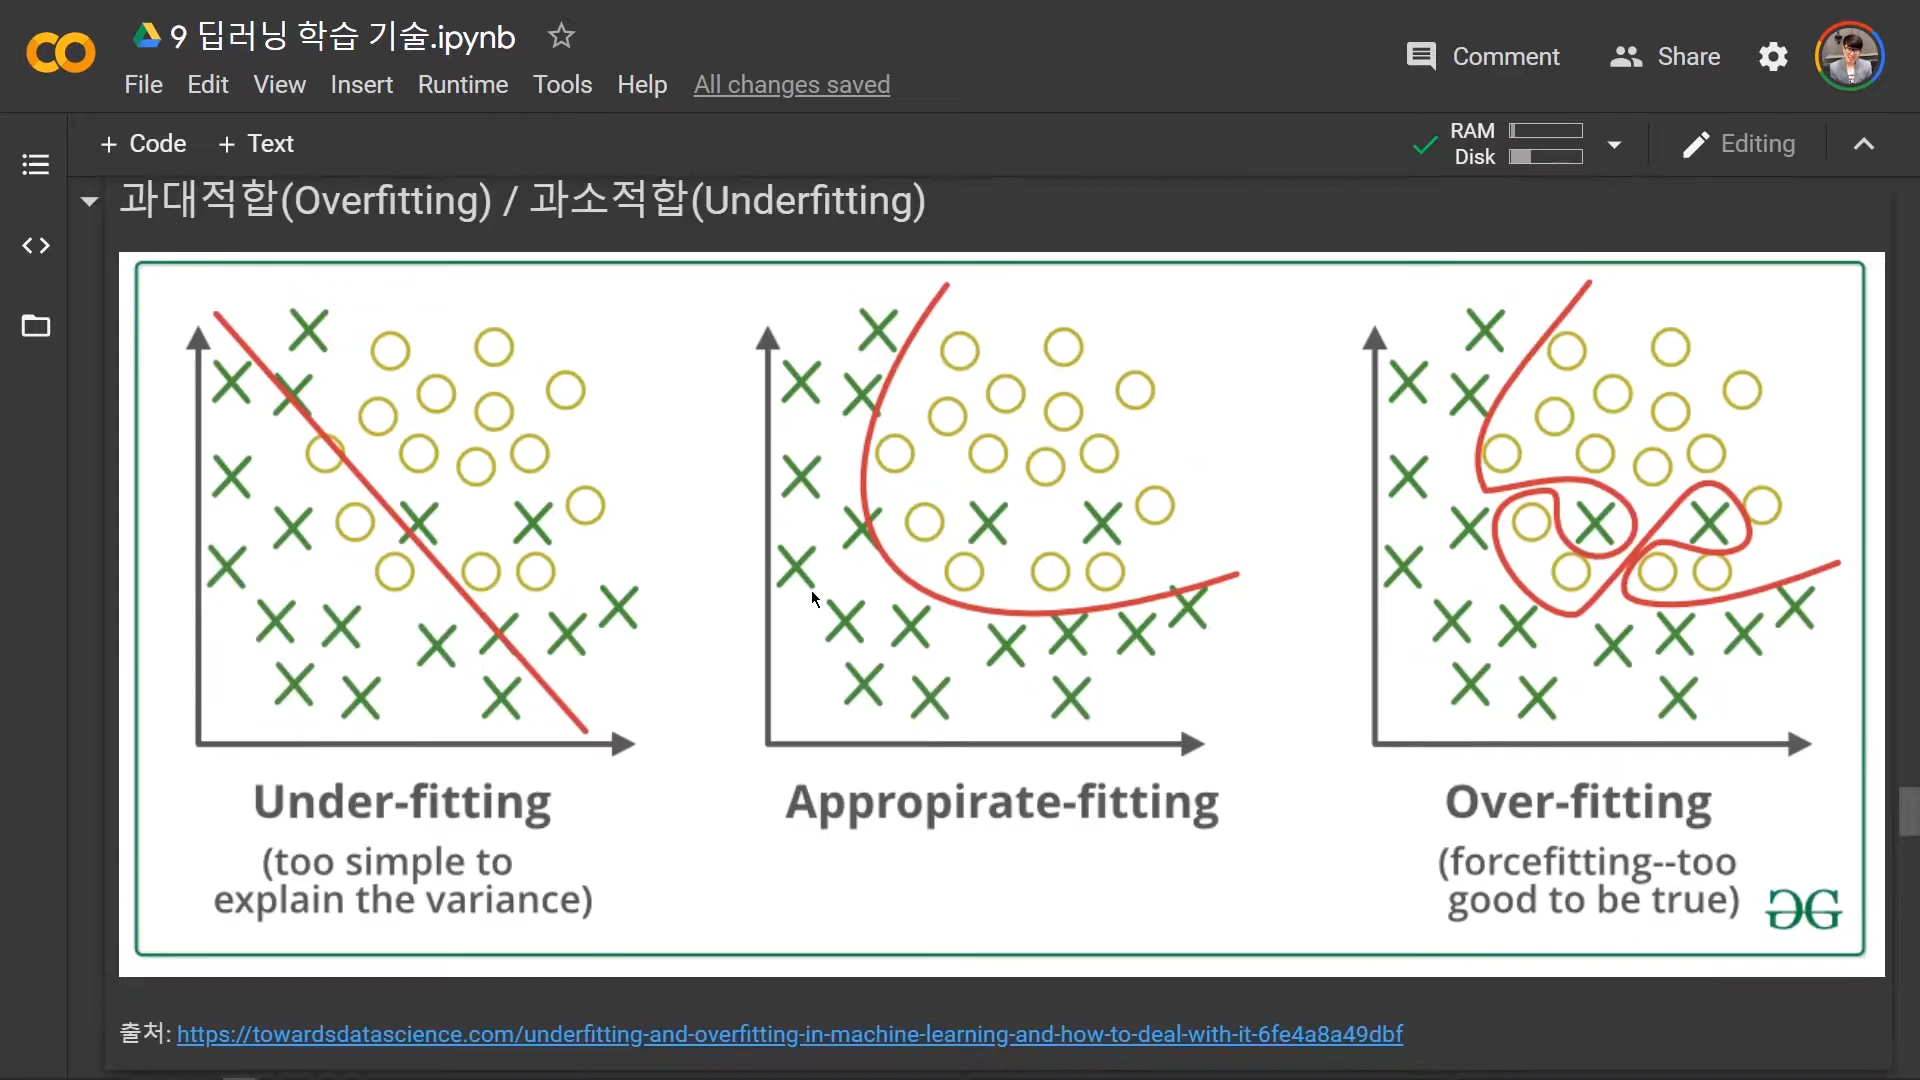 9 딥러닝 학습 기술.ipynb
File Edit View Insert Runtime Tools Help All changes saved
Comment Share
+ Code + Text
RAM
Disk
Editing
과대적합(Overfitting) / 과소적합(Underfitting)
Under-fitting
(too simple to
explain the variance)
Appropirate-fitting
Over-fitting
(forcefitting--too
good to be true)
출처: https://towardsdatascience.com/underfitting-and-overfitting-in-machine-learning-and-how-to-deal-with-it-6fe4a8a49dbf